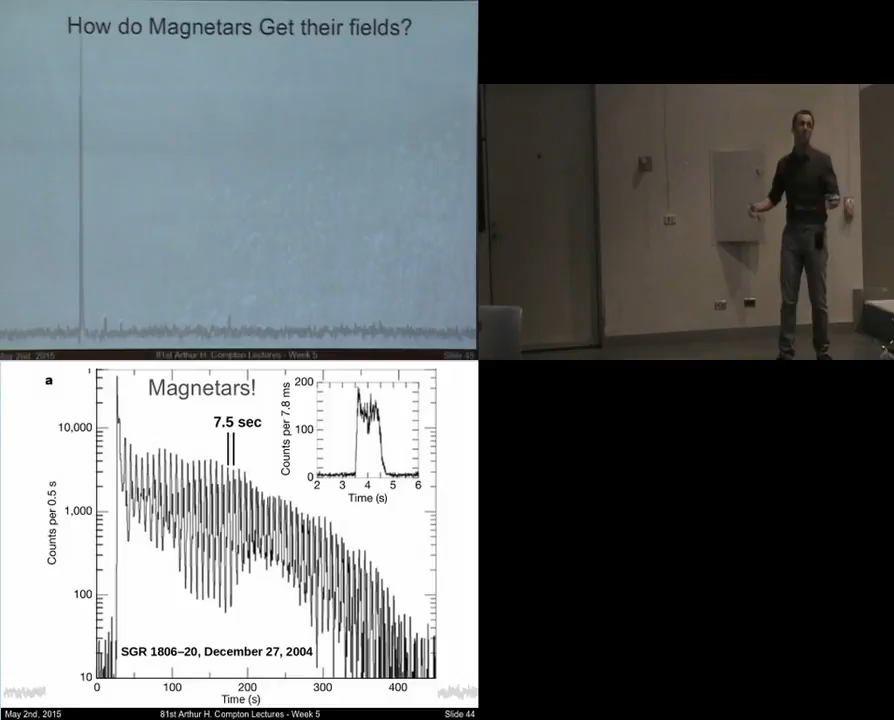 How do Magnetars Get their fields?
May 2nd, 2015 81st Arthur H. Compton Lectures - Week 5 Slide 45
a
Magnetars!
7.5 sec
Counts per 7.8 ms
200
100
0
2 3 4 5 6
Time (s)
Counts per 0.5 s
10,000
1,000
100
10
SGR 1806–20, December 27, 2004
0 100 200 300 400
Time (s)
May 2nd, 2015 81st Arthur H. Compton Lectures - Week 5 Slide 44